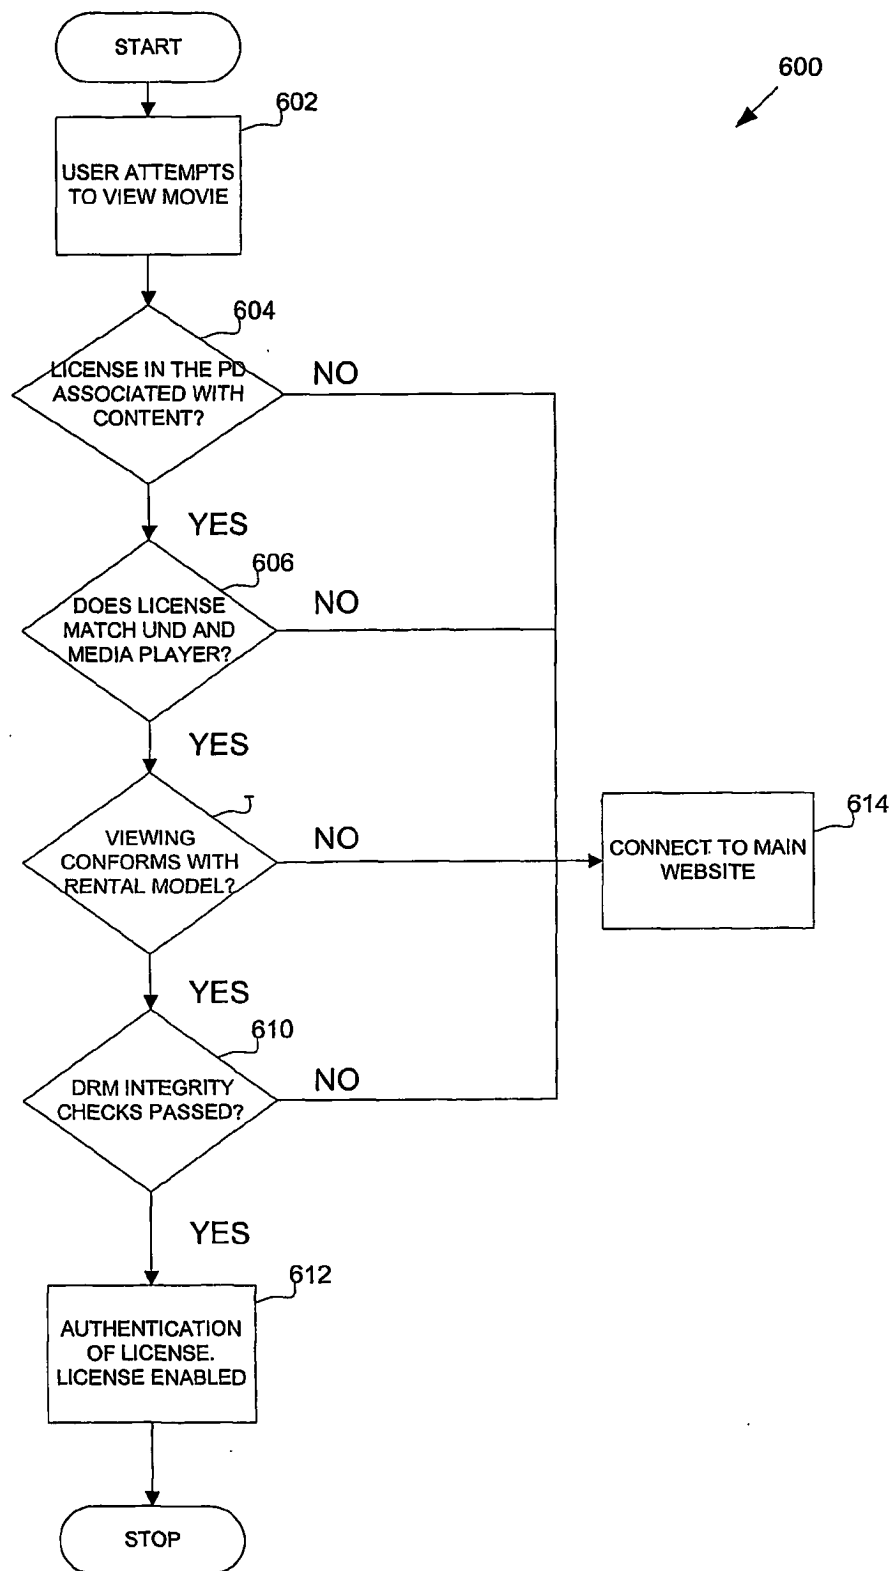 START
600
602
USER ATTEMPTS
TO VIEW MOVIE
604
LICENSE IN THE PD
ASSOCIATED WITH
CONTENT?
NO
YES
606
DOES LICENSE
MATCH UND AND
MEDIA PLAYER?
NO
YES
VIEWING
CONFORMS WITH
RENTAL MODEL?
NO
614
CONNECT TO MAIN
WEBSITE
YES
610
DRM INTEGRITY
CHECKS PASSED?
NO
YES
612
AUTHENTICATION
OF LICENSE.
LICENSE ENABLED
STOP